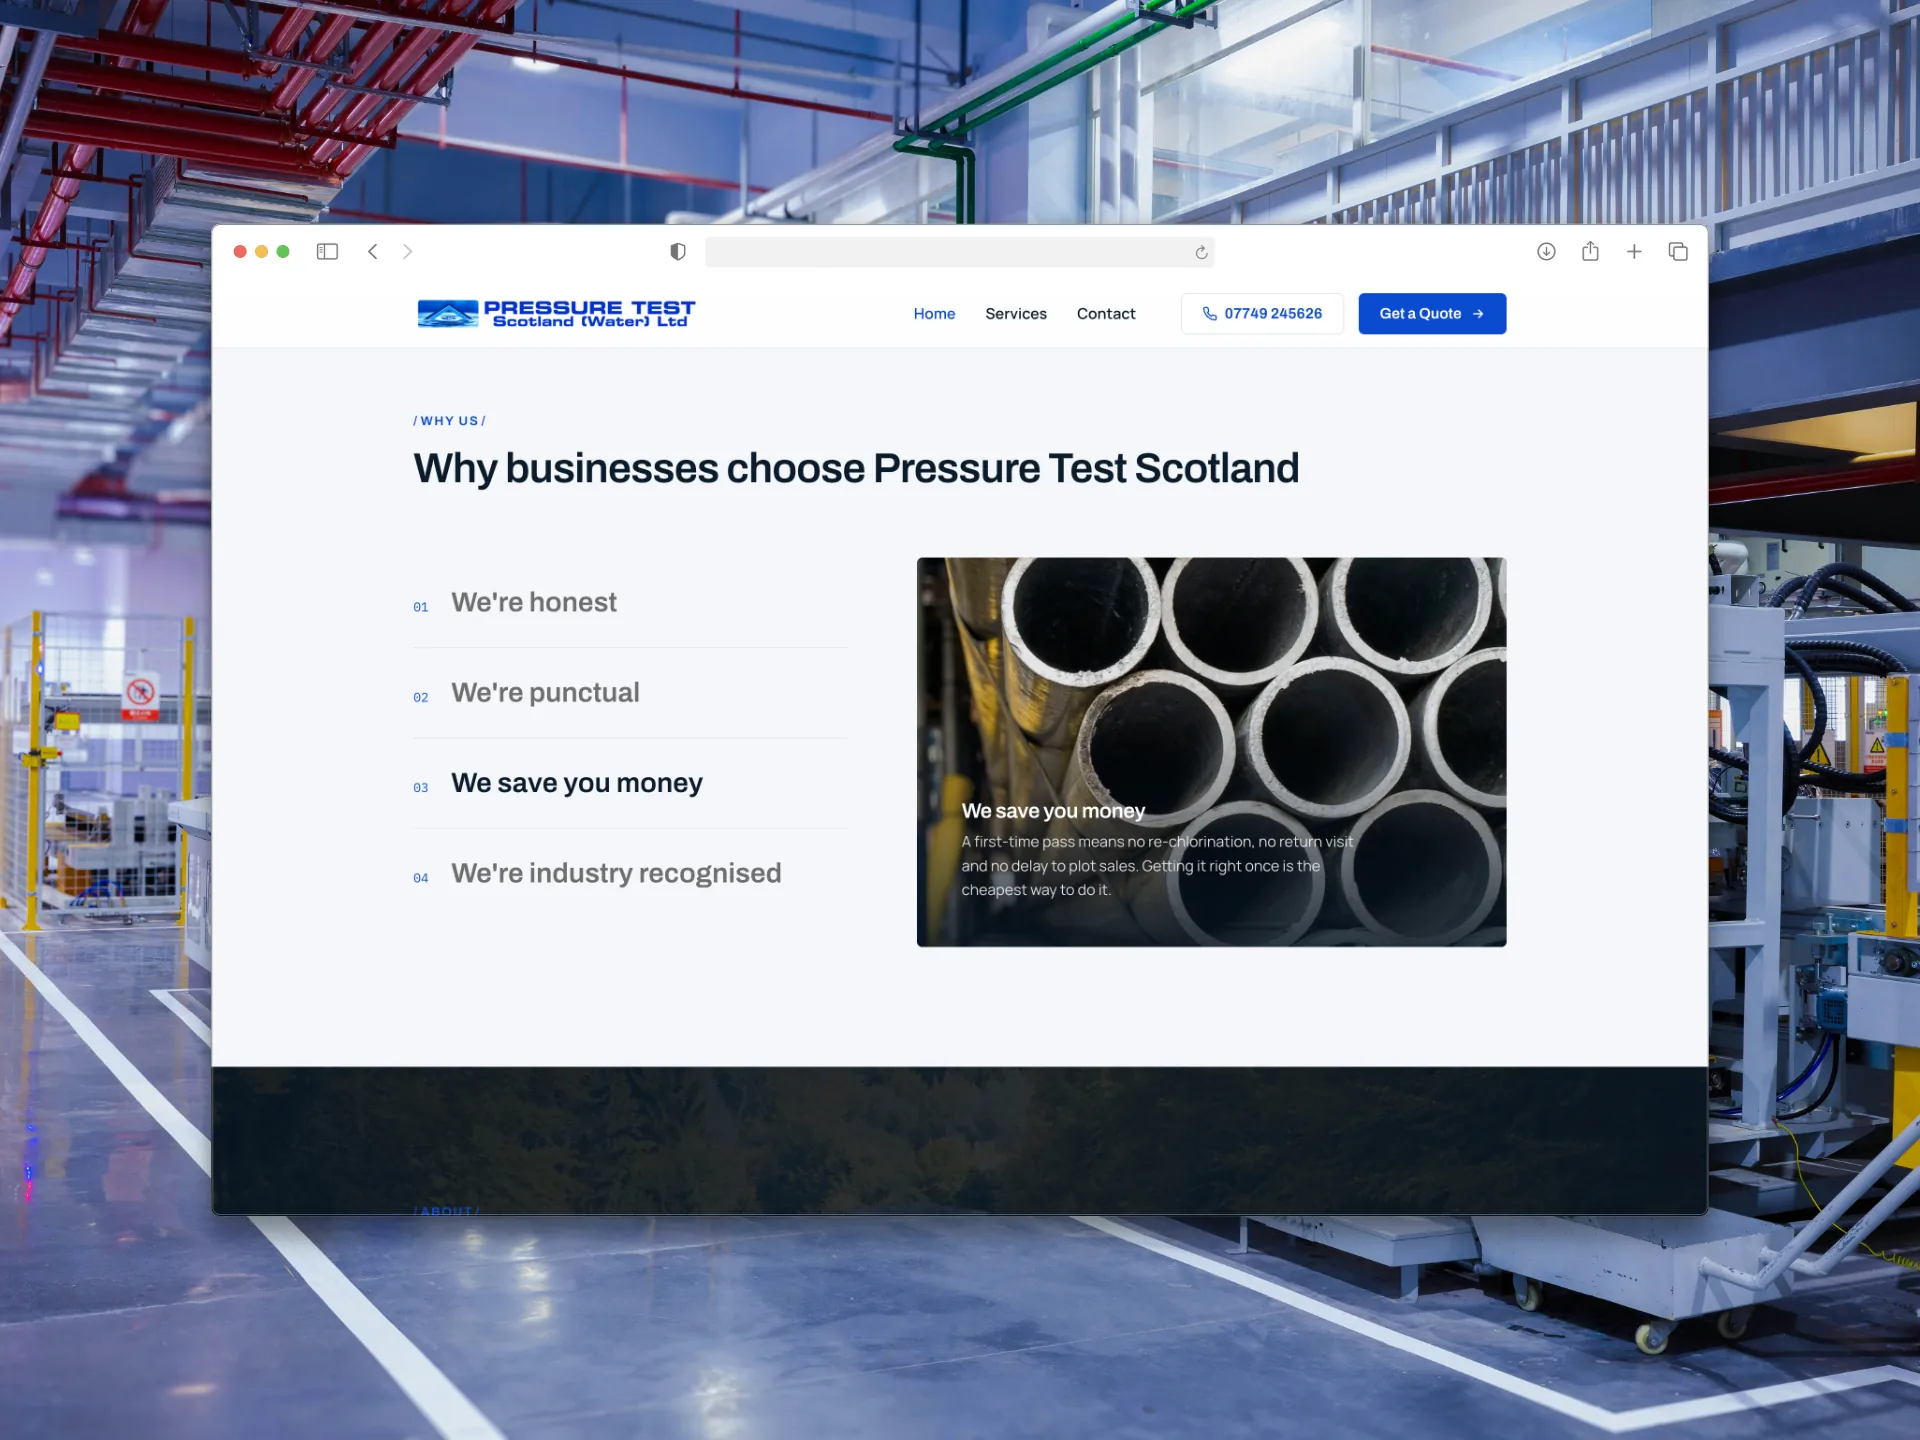 PRESSURE TEST
Scotland (Water) Ltd
Home
Services
Contact
07749 245626
Get a Quote
/ WHY US /
Why businesses choose Pressure Test Scotland
01 We're honest
02 We're punctual
03 We save you money
04 We're industry recognised
We save you money
A first-time pass means no re-chlorination, no return visit
and no delay to plot sales. Getting it right once is the
cheapest way to do it.
/ ABOUT /